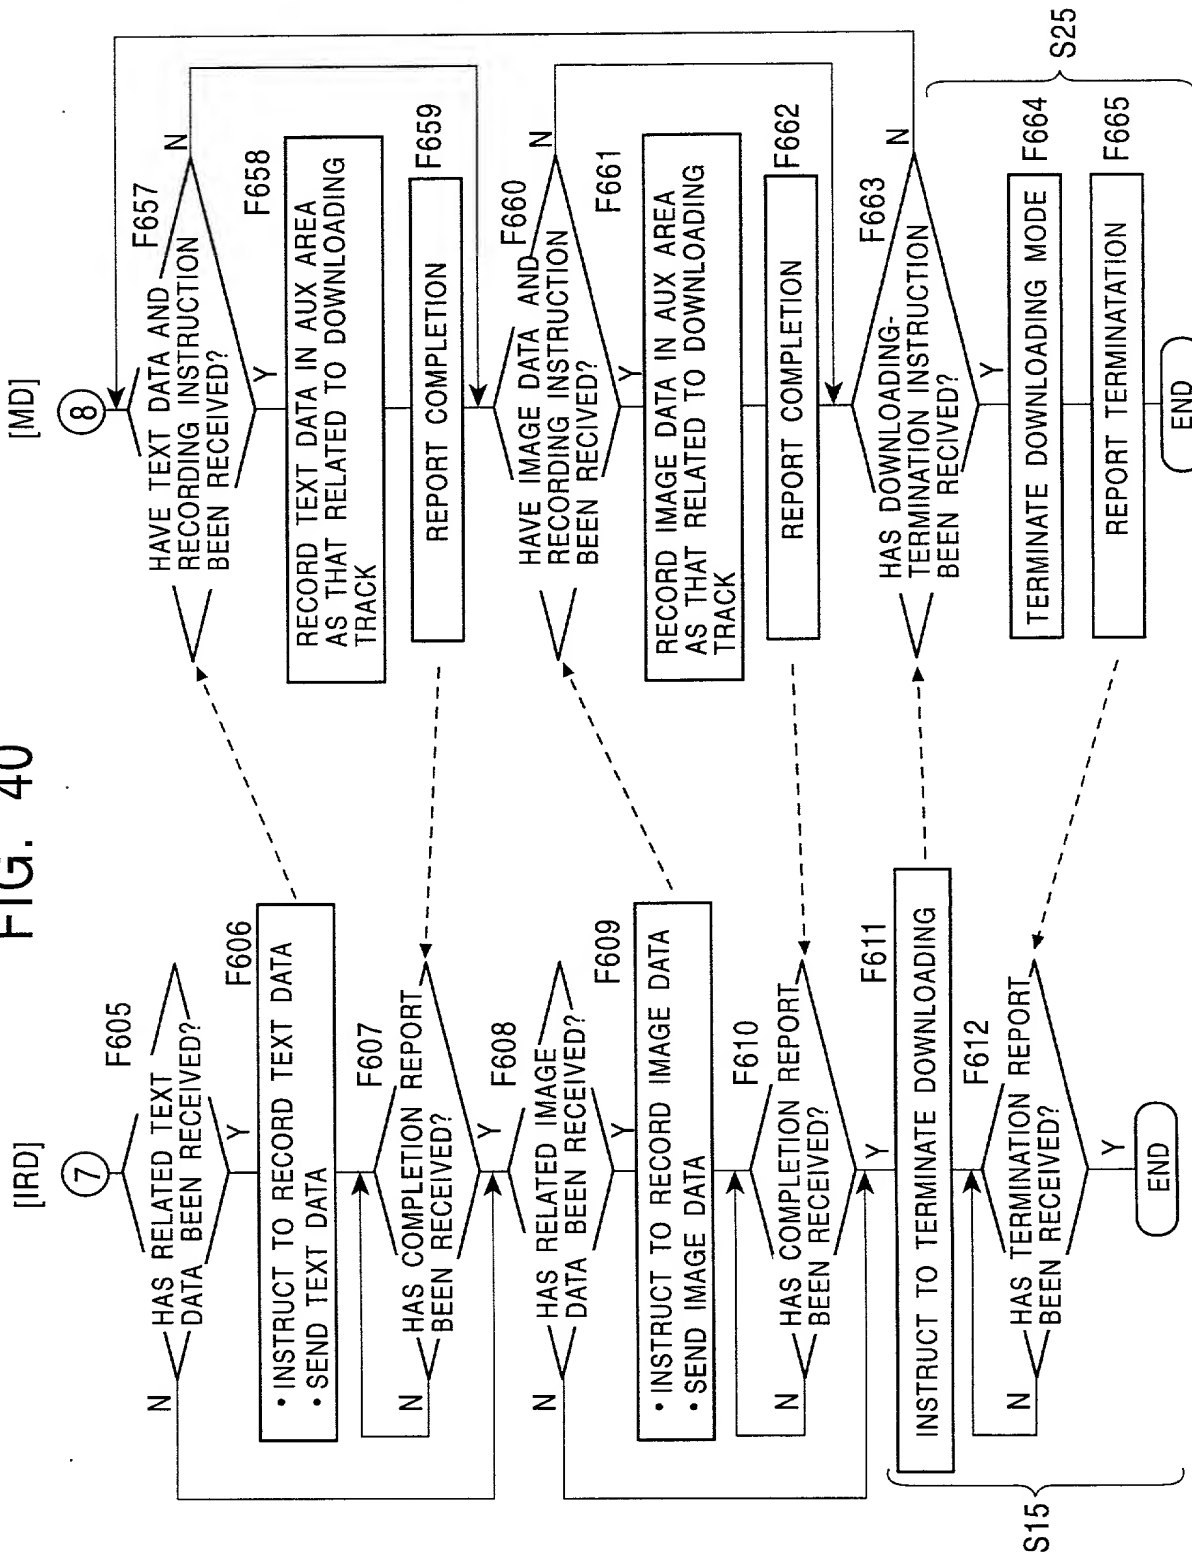 FIG. 40
[IRD]
7
F605
HAS RELATED TEXT
DATA BEEN RECEIVED?
N
Y
F606
• INSTRUCT TO RECORD TEXT DATA
• SEND TEXT DATA
F607
HAS COMPLETION REPORT
BEEN RECEIVED?
N
Y
F608
HAS RELATED IMAGE
DATA BEEN RECEIVED?
N
Y
F609
• INSTRUCT TO RECORD IMAGE DATA
• SEND IMAGE DATA
F610
HAS COMPLETION REPORT
BEEN RECEIVED?
N
Y
F611
INSTRUCT TO TERMINATE DOWNLOADING
F612
HAS TERMINATION REPORT
BEEN RECEIVED?
N
Y
END
S15
[MD]
8
F657
HAVE TEXT DATA AND
RECORDING INSTRUCTION
BEEN RECEIVED?
N
Y
F658
RECORD TEXT DATA IN AUX AREA
AS THAT RELATED TO DOWNLOADING
TRACK
F659
REPORT COMPLETION
F660
HAVE IMAGE DATA AND
RECORDING INSTRUCTION
BEEN RECIVED?
N
Y
F661
RECORD IMAGE DATA IN AUX AREA
AS THAT RELATED TO DOWNLOADING
TRACK
F662
REPORT COMPLETION
F663
HAS DOWNLOADING-
TERMINATION INSTRUCTION
BEEN RECIVED?
N
Y
F664
TERMINATE DOWNLOADING MODE
F665
REPORT TERMINATATION
END
S25